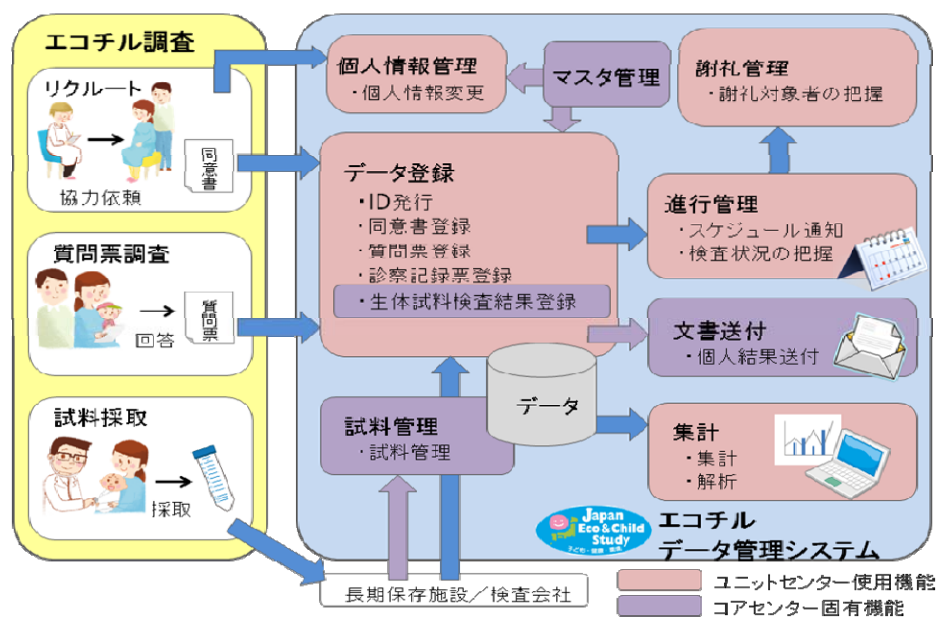 エコチル調査
リクルート
協力依頼
同意書
質問票調査
回答
質問票
試料採取
採取
個人情報管理
・個人情報変更
マスタ管理
謝礼管理
・謝礼対象者の把握
データ登録
・ID発行
・同意書登録
・質問票登録
・診察記録票登録
・生体試料検査結果登録
進行管理
・スケジュール通知
・検査状況の把握
文書送付
・個人結果送付
データ
試料管理
・試料管理
集計
・集計
・解析
Japan
Eco & Child
Study
エコチル
データ管理システム
長期保存施設／検査会社
ユニットセンター使用機能
コアセンター固有機能